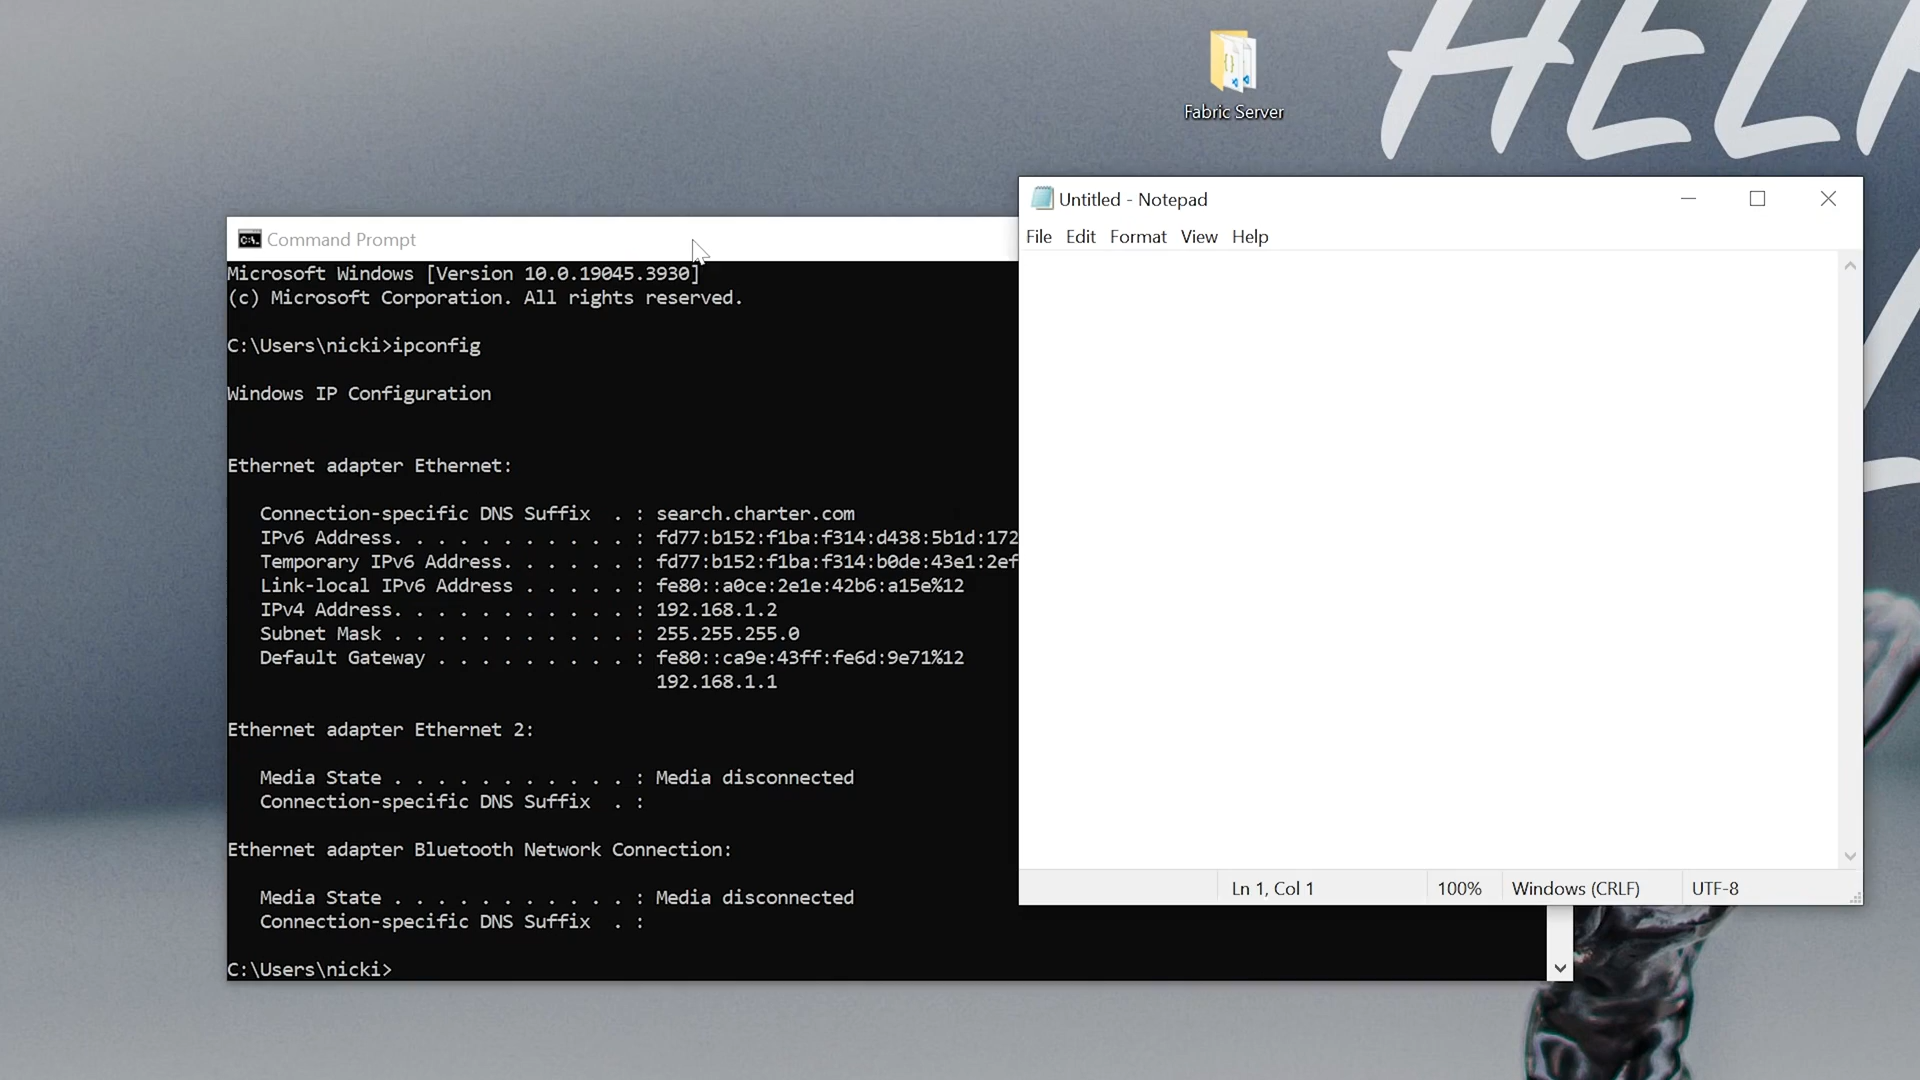 HEL
Fabric Server
Untitled - Notepad
File Edit Format View Help
Command Prompt
Microsoft Windows [Version 10.0.19045.3930]
(c) Microsoft Corporation. All rights reserved.
C:\Users\nicki>ipconfig
Windows IP Configuration
Ethernet adapter Ethernet:
Connection-specific DNS Suffix  . : search.charter.com
IPv6 Address. . . . . . . . . . . : fd77:b152:f1ba:f314:d438:5b1d:172
Temporary IPv6 Address. . . . . . : fd77:b152:f1ba:f314:b0de:43e1:2ef
Link-local IPv6 Address . . . . . : fe80::a0ce:2e1e:42b6:a15e%12
IPv4 Address. . . . . . . . . . . : 192.168.1.2
Subnet Mask . . . . . . . . . . . : 255.255.255.0
Default Gateway . . . . . . . . . : fe80::ca9e:43ff:fe6d:9e71%12
192.168.1.1
Ethernet adapter Ethernet 2:
Media State . . . . . . . . . . . : Media disconnected
Connection-specific DNS Suffix  . :
Ethernet adapter Bluetooth Network Connection:
Media State . . . . . . . . . . . : Media disconnected
Connection-specific DNS Suffix  . :
C:\Users\nicki>
Ln 1, Col 1 100% Windows (CRLF) UTF-8